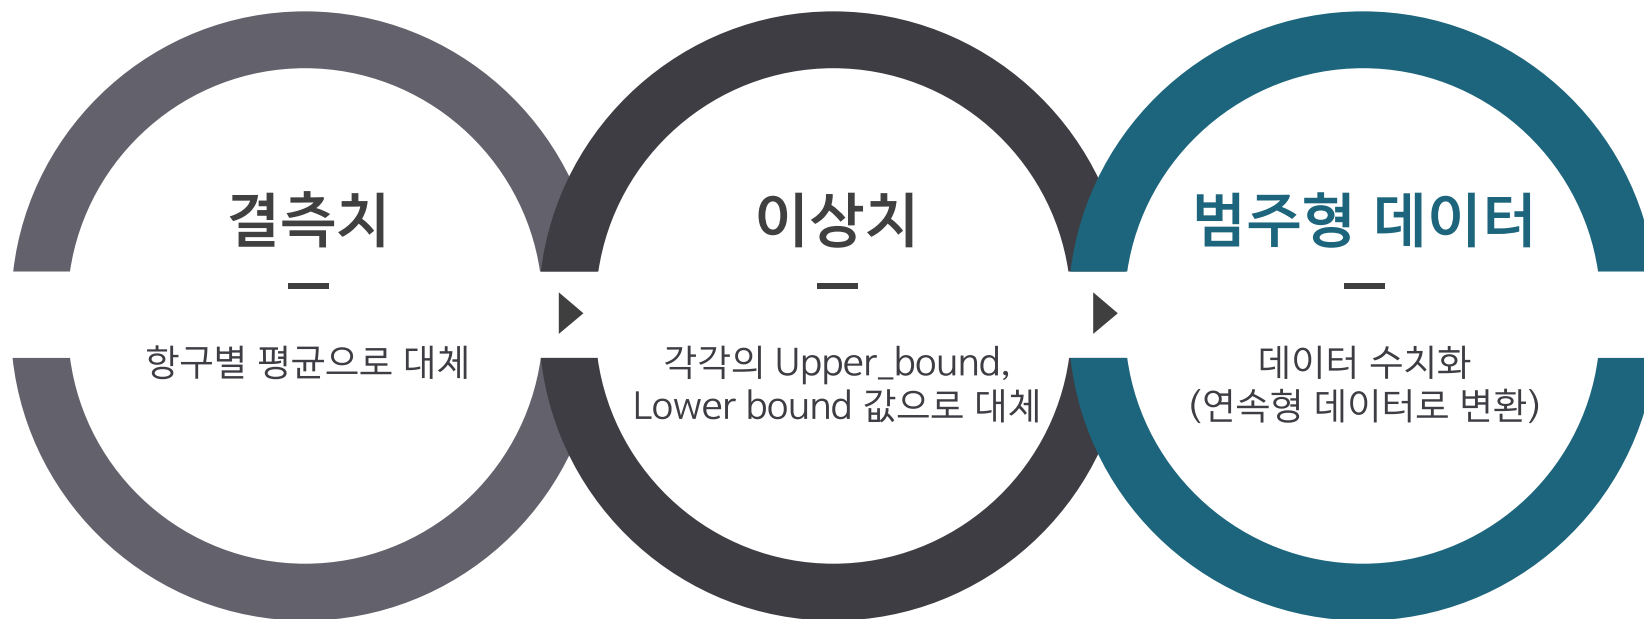 결측치
항구별 평균으로 대체
이상치
각각의 Upper_bound,
Lower bound 값으로 대체
범주형 데이터
데이터 수치화
(연속형 데이터로 변환)